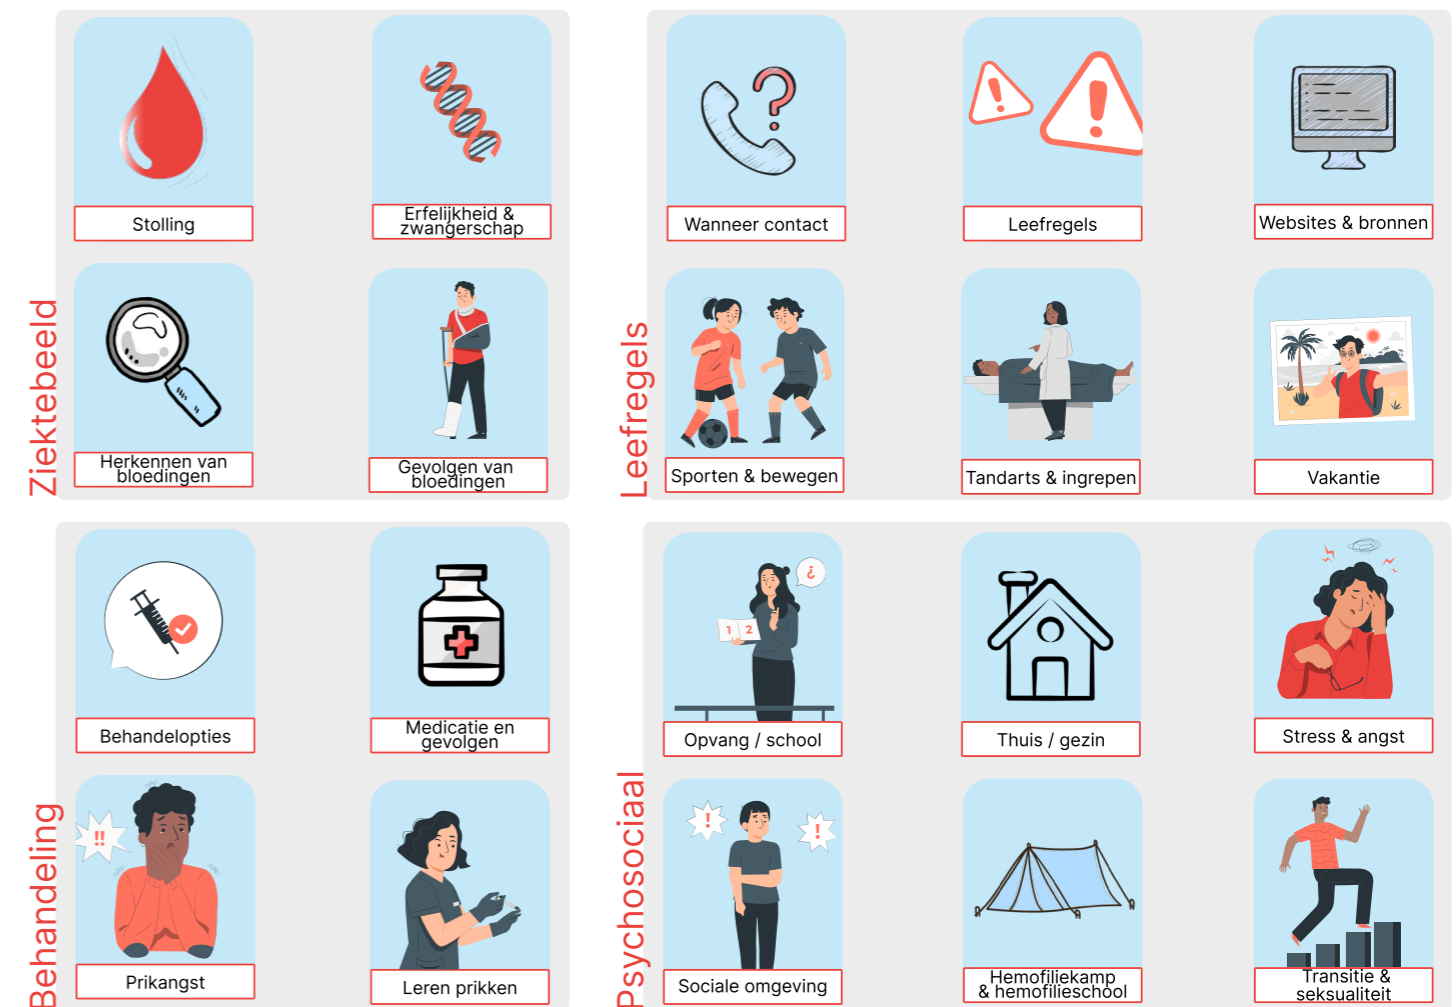 Ziektebeeld
Stolling
Erfelijkheid &
zwangerschap
Herkennen van
bloedingen
Gevolgen van
bloedingen
Leefregels
?
Wanneer contact
! !
Leefregels
Websites & bronnen
Sporten & bewegen
Tandarts & ingrepen
Vakantie
Behandeling
Behandelopties
Medicatie en
gevolgen
!!
Prikangst
Leren prikken
Psychosociaal
¿
1 2
Opvang / school
Thuis / gezin
Stress & angst
! !
Sociale omgeving
Hemofiliekamp
& hemofilieschool
Transitie &
seksualiteit